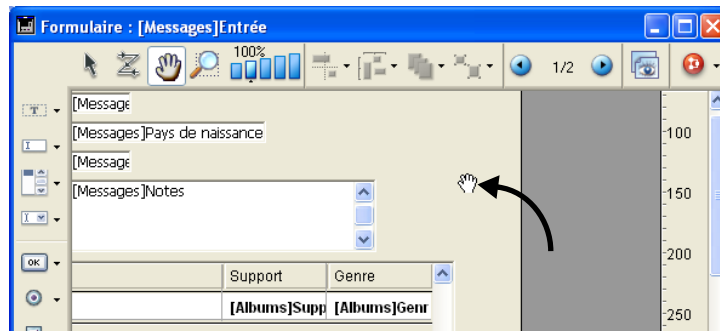 Formulaire : [Messages]Entrée
100%
1/2
T
I
[Message
[Messages]Pays de naissance
[Message
[Messages]Notes
I
OK
Support Genre
[Albums]Supp [Albums]Genr
100
150
200
250